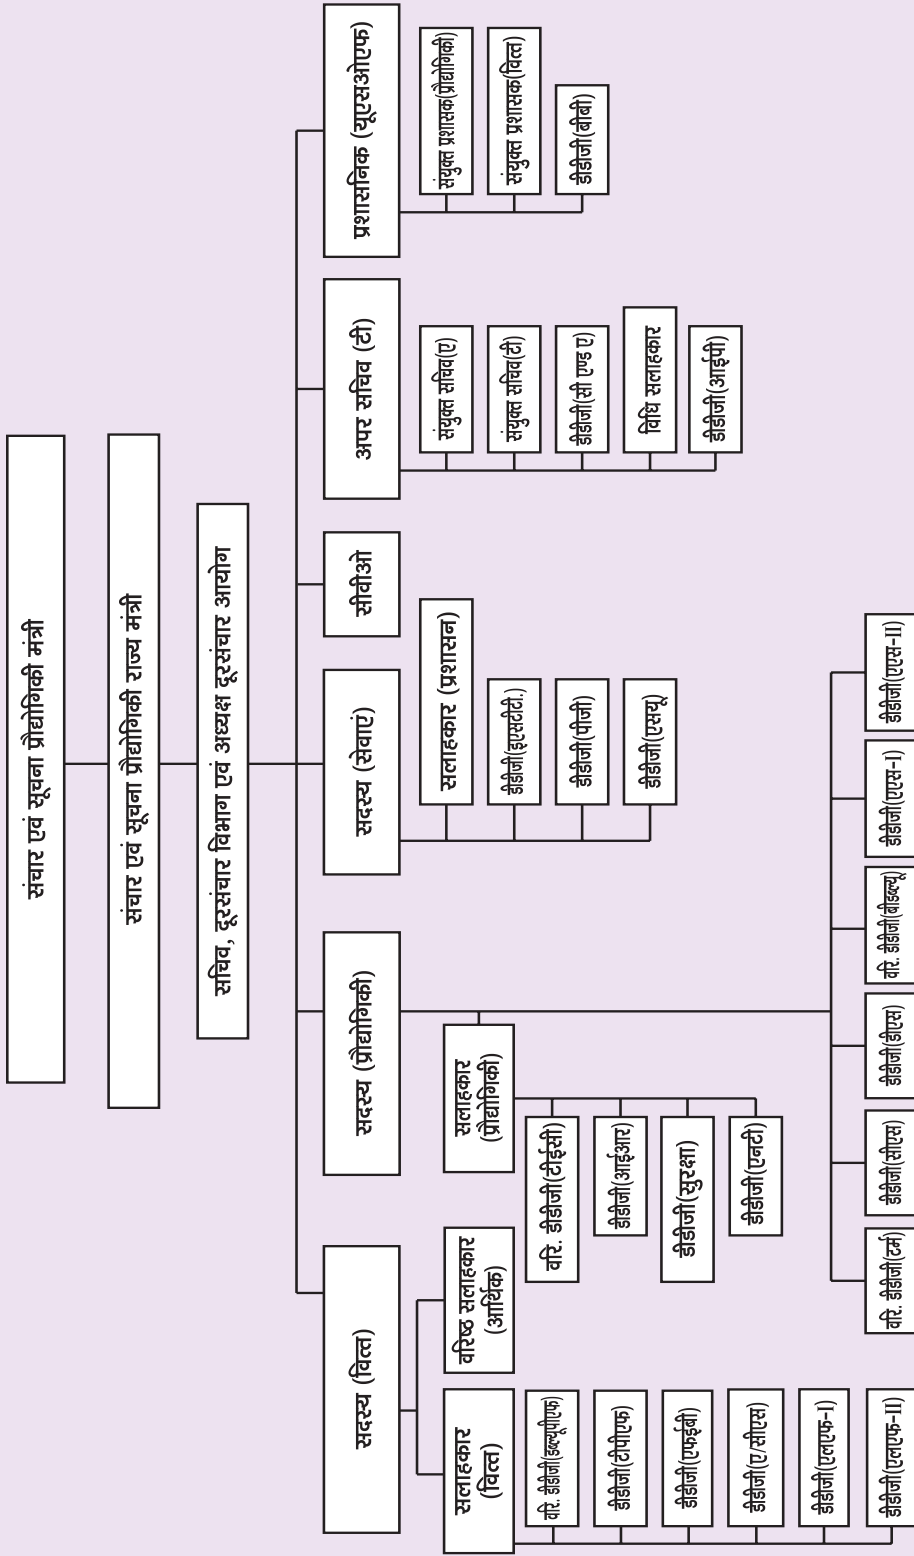 संचार एवं सूचना प्रौद्योगिकी मंत्री
संचार एवं सूचना प्रौद्योगिकी राज्य मंत्री
सचिव, दूरसंचार विभाग एवं अध्यक्ष दूरसंचार आयोग
सदस्य (वित्त)
सदस्य (प्रौद्योगिकी)
सदस्य (सेवाएं)
सीवीओ
अपर सचिव (टी)
प्रशासनिक (यूएसओएफ)
सलाहकार
(वित्त)
वरिष्ठ सलाहकार
(आर्थिक)
वरि. डीडीजी(डब्ल्यूपीएफ)
डीडीजी(टीपीएफ)
डीडीजी(एफईबी)
डीडीजी(ए/सीएस)
डीडीजी(एलएफ-I)
डीडीजी(एलएफ-II)
सलाहकार
(प्रौद्योगिकी)
वरि. डीडीजी(टीईसी)
डीडीजी(आईआर)
डीडीजी(सुरक्षा)
डीडीजी(एनटी)
वरि. डीडीजी(टर्म)
डीडीजी(सीएस)
डीडीजी(डीएस)
वरि. डीडीजी(बीडब्ल्यू)
डीडीजी(एएस-I)
डीडीजी(एएस-II)
सलाहकार (प्रशासन)
डीडीजी(इएसटीटी.)
डीडीजी(पीजी)
डीडीजी(एसयू)
संयुक्त सचिव(ए)
संयुक्त सचिव(टी)
डीडीजी(सी एण्ड ए)
विधि सलाहकार
डीडीजी(आईपी)
संयुक्त प्रशासक(प्रौद्योगिकी)
संयुक्त प्रशासक(वित्त)
डीडीजी(बीबी)